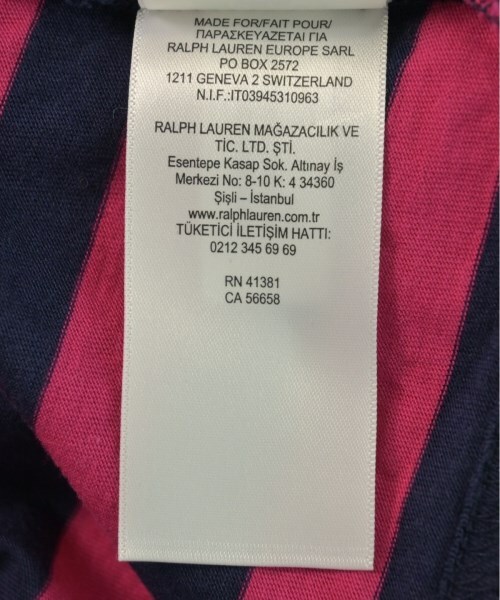 MADE FOR/FAIT POUR/
ΠΑΡΑΣΚΕΥΑΖΕΤΑΙ ΓΙΑ
RALPH LAUREN EUROPE SARL
PO BOX 2572
1211 GENEVA 2 SWITZERLAND
N.I.F.:IT03945310963
RALPH LAUREN MAĞAZACILIK VE
TİC. LTD. ŞTİ.
Esentepe Kasap Sok. Altınay İş
Merkezi No: 8-10 K: 4 34360
Şişli – İstanbul
www.ralphlauren.com.tr
TÜKETİCİ İLETİŞİM HATTI:
0212 345 69 69
RN 41381
CA 56658